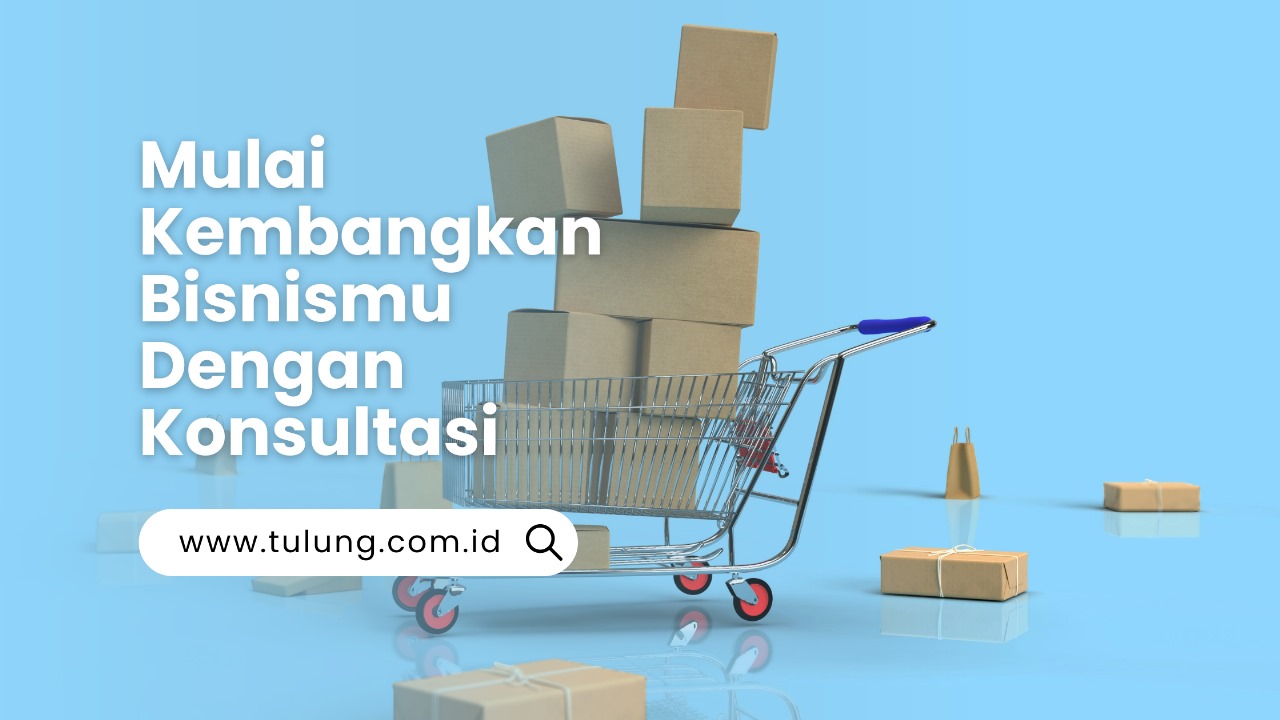 Mulai
Kembangkan
Bisnismu
Dengan
Konsultasi
www.tulung.com.id